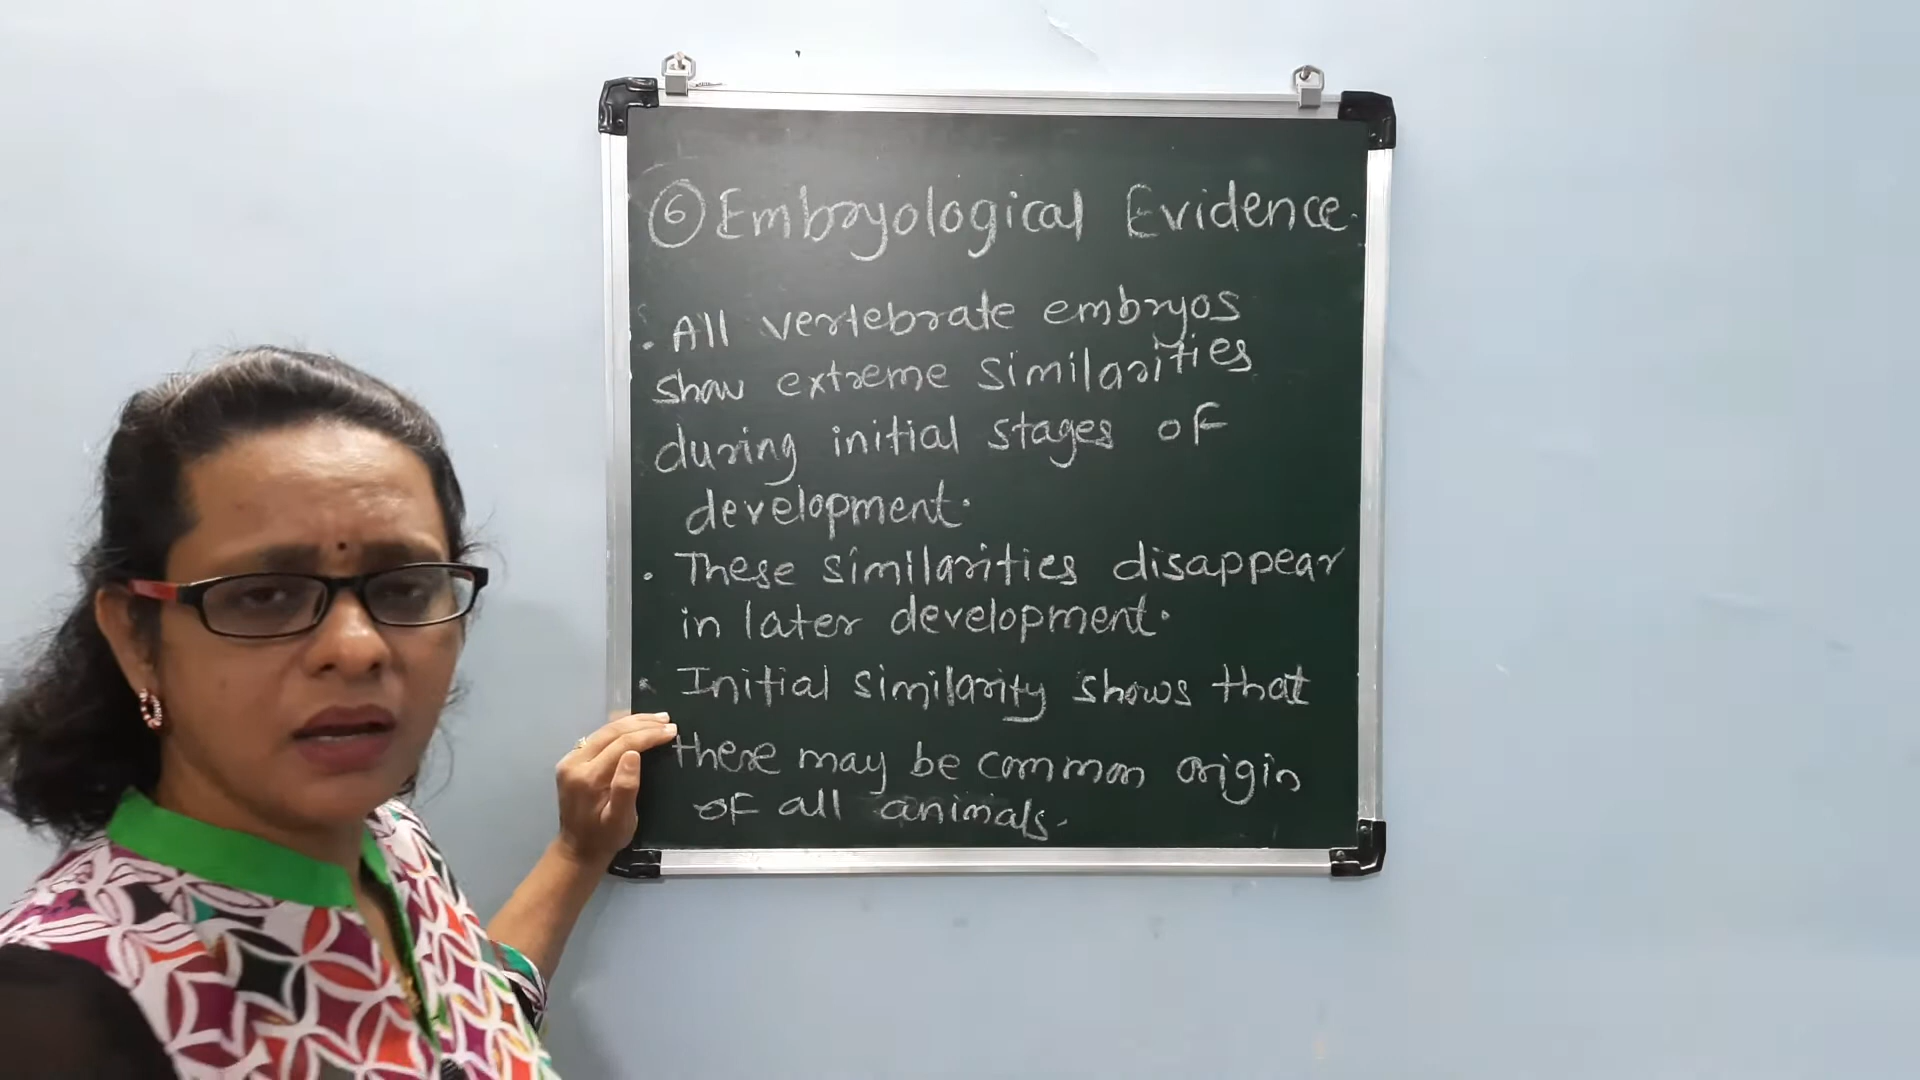 ⑥ Embryological Evidence.
• All vertebrate embryos
show extreme similarities
during initial stages of
development.
• These similarities disappear
in later development.
• Initial similarity shows that
there may be common origin
of all animals.